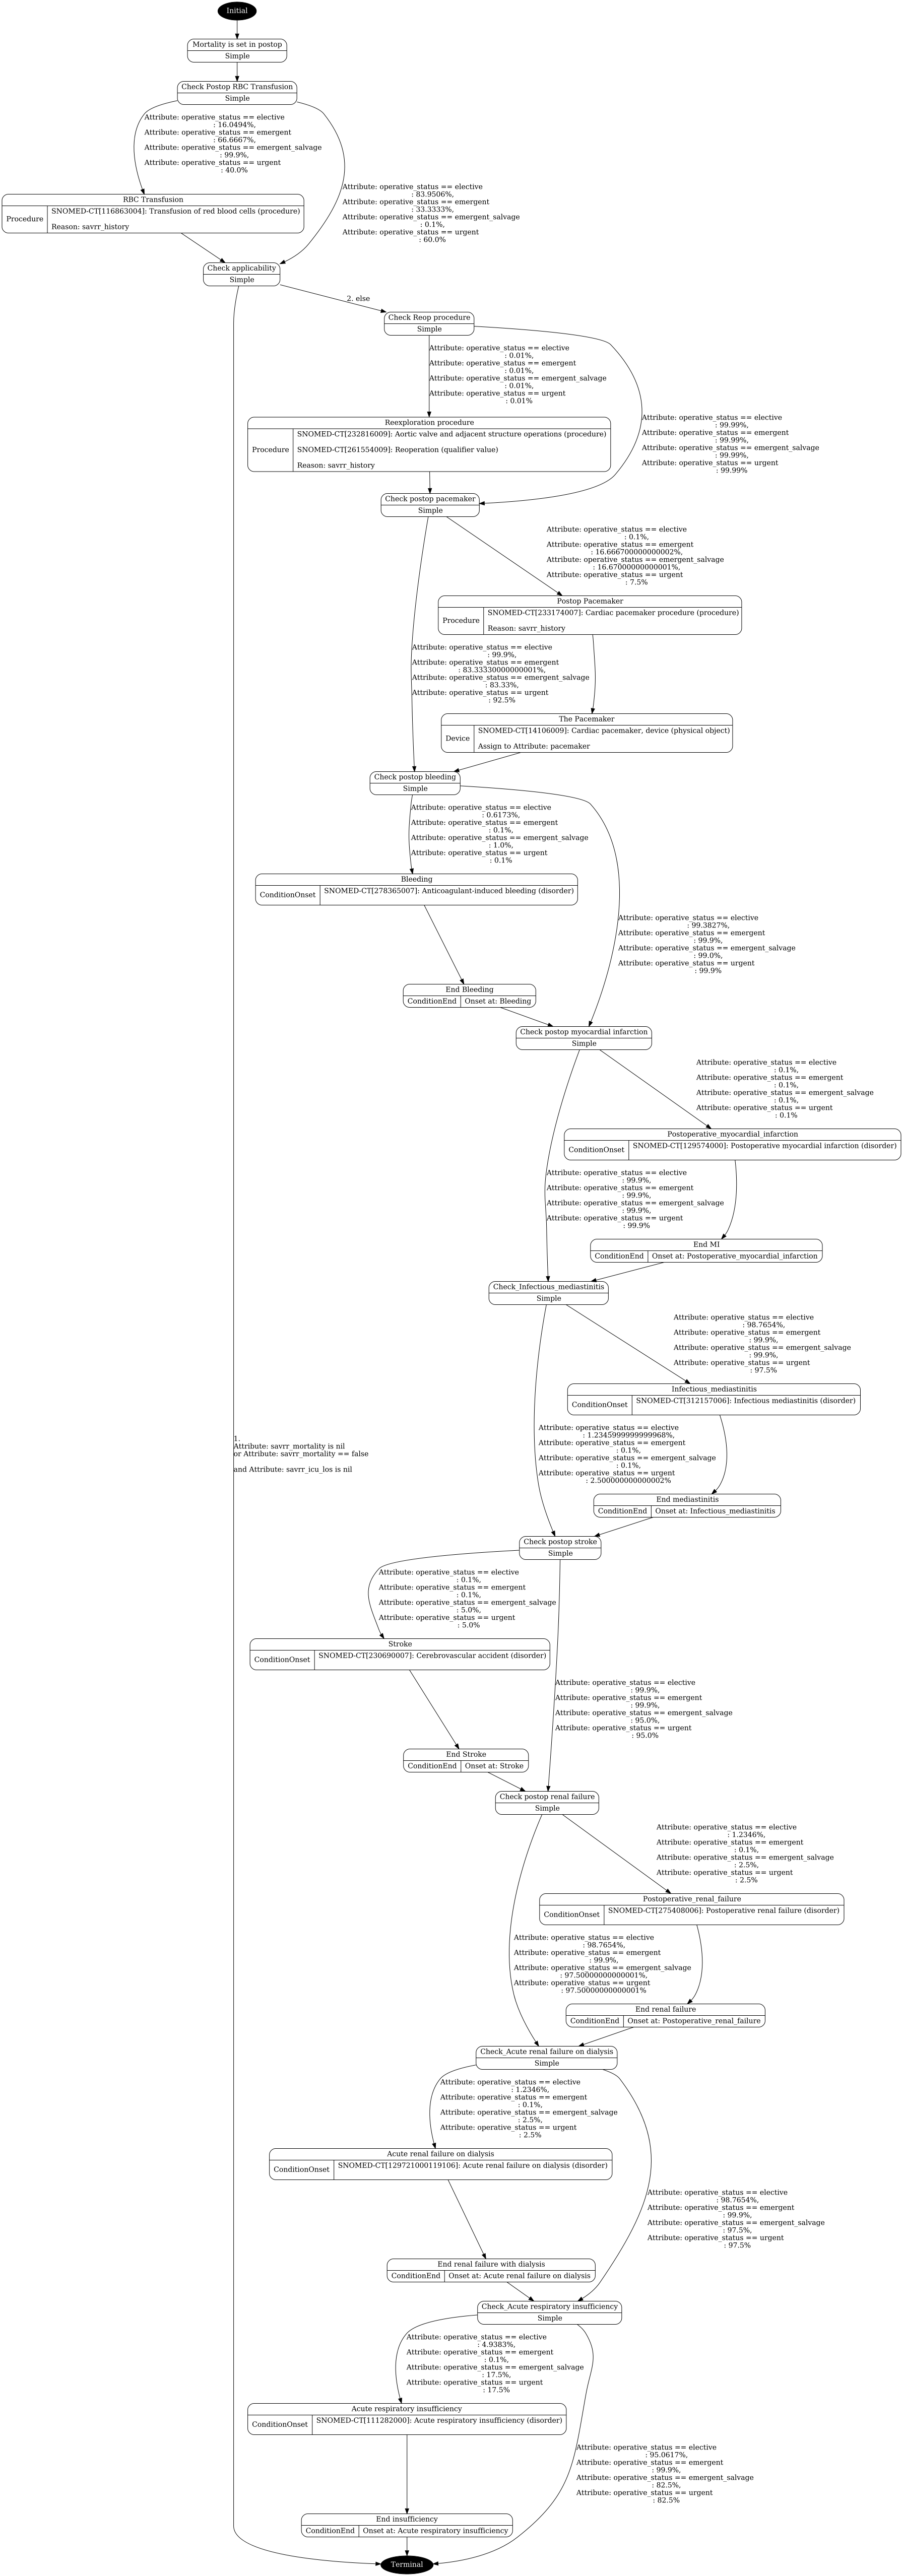 Initial
Mortality is set in postop
Simple
Check Postop RBC Transfusion
Simple
Attribute: operative_status == elective
: 16.0494%,
Attribute: operative_status == emergent
: 66.6667%,
Attribute: operative_status == emergent_salvage
: 99.9%,
Attribute: operative_status == urgent
: 40.0%
Attribute: operative_status == elective
: 83.9506%,
Attribute: operative_status == emergent
: 33.3333%,
Attribute: operative_status == emergent_salvage
: 0.1%,
Attribute: operative_status == urgent
: 60.0%
RBC Transfusion
Procedure
SNOMED-CT[116863004]: Transfusion of red blood cells (procedure)
Reason: savrr_history
Check applicability
Simple
2. else
Check Reop procedure
Simple
Attribute: operative_status == elective
: 0.01%,
Attribute: operative_status == emergent
: 0.01%,
Attribute: operative_status == emergent_salvage
: 0.01%,
Attribute: operative_status == urgent
: 0.01%
Attribute: operative_status == elective
: 99.99%,
Attribute: operative_status == emergent
: 99.99%,
Attribute: operative_status == emergent_salvage
: 99.99%,
Attribute: operative_status == urgent
: 99.99%
Reexploration procedure
Procedure
SNOMED-CT[232816009]: Aortic valve and adjacent structure operations (procedure)
SNOMED-CT[261554009]: Reoperation (qualifier value)
Reason: savrr_history
Check postop pacemaker
Simple
Attribute: operative_status == elective
: 0.1%,
Attribute: operative_status == emergent
: 16.666700000000002%,
Attribute: operative_status == emergent_salvage
: 16.67000000000001%,
Attribute: operative_status == urgent
: 7.5%
Postop Pacemaker
Procedure
SNOMED-CT[233174007]: Cardiac pacemaker procedure (procedure)
Reason: savrr_history
Attribute: operative_status == elective
: 99.9%,
Attribute: operative_status == emergent
: 83.33330000000001%,
Attribute: operative_status == emergent_salvage
: 83.33%,
Attribute: operative_status == urgent
: 92.5%
The Pacemaker
Device
SNOMED-CT[14106009]: Cardiac pacemaker, device (physical object)
Assign to Attribute: pacemaker
Check postop bleeding
Simple
Attribute: operative_status == elective
: 0.6173%,
Attribute: operative_status == emergent
: 0.1%,
Attribute: operative_status == emergent_salvage
: 1.0%,
Attribute: operative_status == urgent
: 0.1%
Bleeding
ConditionOnset
SNOMED-CT[278365007]: Anticoagulant-induced bleeding (disorder)
Attribute: operative_status == elective
: 99.3827%,
Attribute: operative_status == emergent
: 99.9%,
Attribute: operative_status == emergent_salvage
: 99.0%,
Attribute: operative_status == urgent
: 99.9%
End Bleeding
ConditionEnd
Onset at: Bleeding
Check postop myocardial infarction
Simple
Attribute: operative_status == elective
: 0.1%,
Attribute: operative_status == emergent
: 0.1%,
Attribute: operative_status == emergent_salvage
: 0.1%,
Attribute: operative_status == urgent
: 0.1%
Postoperative_myocardial_infarction
ConditionOnset
SNOMED-CT[129574000]: Postoperative myocardial infarction (disorder)
Attribute: operative_status == elective
: 99.9%,
Attribute: operative_status == emergent
: 99.9%,
Attribute: operative_status == emergent_salvage
: 99.9%,
Attribute: operative_status == urgent
: 99.9%
End MI
ConditionEnd
Onset at: Postoperative_myocardial_infarction
Check_Infectious_mediastinitis
Simple
Attribute: operative_status == elective
: 98.7654%,
Attribute: operative_status == emergent
: 99.9%,
Attribute: operative_status == emergent_salvage
: 99.9%,
Attribute: operative_status == urgent
: 97.5%
Infectious_mediastinitis
ConditionOnset
SNOMED-CT[312157006]: Infectious mediastinitis (disorder)
Attribute: operative_status == elective
: 1.2345999999999968%,
Attribute: operative_status == emergent
: 0.1%,
Attribute: operative_status == emergent_salvage
: 0.1%,
Attribute: operative_status == urgent
: 2.500000000000002%
1.
Attribute: savrr_mortality is nil
or Attribute: savrr_mortality == false
and Attribute: savrr_icu_los is nil
End mediastinitis
ConditionEnd
Onset at: Infectious_mediastinitis
Check postop stroke
Simple
Attribute: operative_status == elective
: 0.1%,
Attribute: operative_status == emergent
: 0.1%,
Attribute: operative_status == emergent_salvage
: 5.0%,
Attribute: operative_status == urgent
: 5.0%
Stroke
ConditionOnset
SNOMED-CT[230690007]: Cerebrovascular accident (disorder)
Attribute: operative_status == elective
: 99.9%,
Attribute: operative_status == emergent
: 99.9%,
Attribute: operative_status == emergent_salvage
: 95.0%,
Attribute: operative_status == urgent
: 95.0%
End Stroke
ConditionEnd
Onset at: Stroke
Check postop renal failure
Simple
Attribute: operative_status == elective
: 1.2346%,
Attribute: operative_status == emergent
: 0.1%,
Attribute: operative_status == emergent_salvage
: 2.5%,
Attribute: operative_status == urgent
: 2.5%
Postoperative_renal_failure
ConditionOnset
SNOMED-CT[275408006]: Postoperative renal failure (disorder)
Attribute: operative_status == elective
: 98.7654%,
Attribute: operative_status == emergent
: 99.9%,
Attribute: operative_status == emergent_salvage
: 97.50000000000001%,
Attribute: operative_status == urgent
: 97.50000000000001%
End renal failure
ConditionEnd
Onset at: Postoperative_renal_failure
Check_Acute renal failure on dialysis
Simple
Attribute: operative_status == elective
: 1.2346%,
Attribute: operative_status == emergent
: 0.1%,
Attribute: operative_status == emergent_salvage
: 2.5%,
Attribute: operative_status == urgent
: 2.5%
Acute renal failure on dialysis
ConditionOnset
SNOMED-CT[129721000119106]: Acute renal failure on dialysis (disorder)
Attribute: operative_status == elective
: 98.7654%,
Attribute: operative_status == emergent
: 99.9%,
Attribute: operative_status == emergent_salvage
: 97.5%,
Attribute: operative_status == urgent
: 97.5%
End renal failure with dialysis
ConditionEnd
Onset at: Acute renal failure on dialysis
Check_Acute respiratory insufficiency
Simple
Attribute: operative_status == elective
: 4.9383%,
Attribute: operative_status == emergent
: 0.1%,
Attribute: operative_status == emergent_salvage
: 17.5%,
Attribute: operative_status == urgent
: 17.5%
Acute respiratory insufficiency
ConditionOnset
SNOMED-CT[111282000]: Acute respiratory insufficiency (disorder)
Attribute: operative_status == elective
: 95.0617%,
Attribute: operative_status == emergent
: 99.9%,
Attribute: operative_status == emergent_salvage
: 82.5%,
Attribute: operative_status == urgent
: 82.5%
End insufficiency
ConditionEnd
Onset at: Acute respiratory insufficiency
Terminal